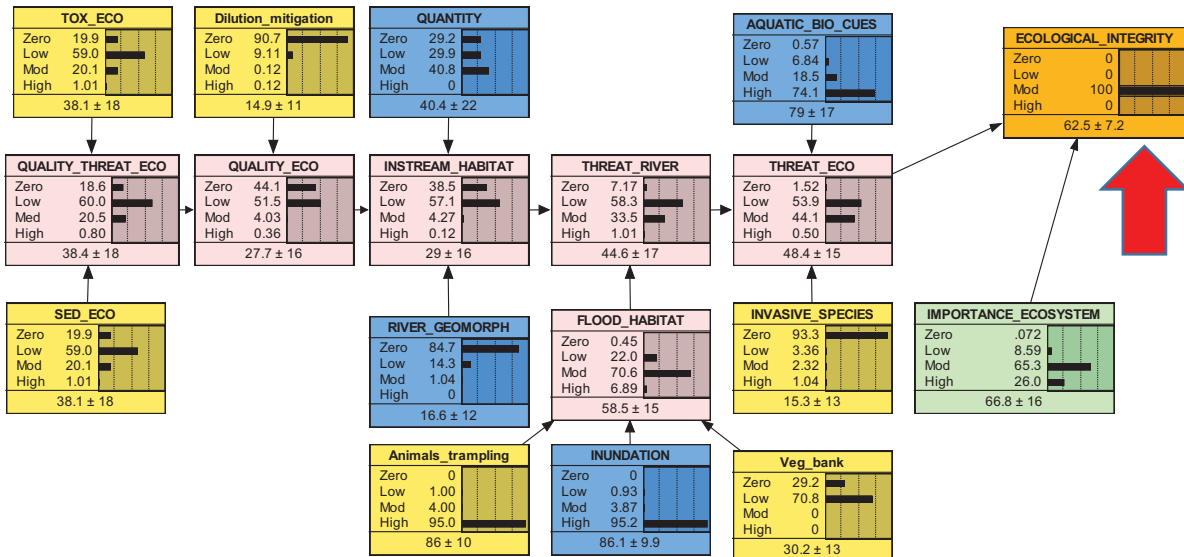 TOX_ECO
Zero 19.9
Low 59.0
Mod 20.1
High 1.01
38.1 ± 18
Dilution_mitigation
Zero 90.7
Low 9.11
Mod 0.12
High 0.12
14.9 ± 11
QUANTITY
Zero 29.2
Low 29.9
Mod 40.8
High 0
40.4 ± 22
AQUATIC_BIO_CUES
Zero 0.57
Low 6.84
Mod 18.5
High 74.1
79 ± 17
ECOLOGICAL_INTEGRITY
Zero 0
Low 0
Mod 100
High 0
62.5 ± 7.2
QUALITY_THREAT_ECO
Zero 18.6
Low 60.0
Med 20.5
High 0.80
38.4 ± 18
QUALITY_ECO
Zero 44.1
Low 51.5
Mod 4.03
High 0.36
27.7 ± 16
INSTREAM_HABITAT
Zero 38.5
Low 57.1
Mod 4.27
High 0.12
29 ± 16
THREAT_RIVER
Zero 7.17
Low 58.3
Mod 33.5
High 1.01
44.6 ± 17
THREAT_ECO
Zero 1.52
Low 53.9
Mod 44.1
High 0.50
48.4 ± 15
SED_ECO
Zero 19.9
Low 59.0
Mod 20.1
High 1.01
38.1 ± 18
RIVER_GEOMORPH
Zero 84.7
Low 14.3
Mod 1.04
High 0
16.6 ± 12
FLOOD_HABITAT
Zero 0.45
Low 22.0
Mod 70.6
High 6.89
58.5 ± 15
INVASIVE_SPECIES
Zero 93.3
Low 3.36
Mod 2.32
High 1.04
15.3 ± 13
IMPORTANCE_ECOSYSTEM
Zero .072
Low 8.59
Mod 65.3
High 26.0
66.8 ± 16
Animals_trampling
Zero 0
Low 1.00
Mod 4.00
High 95.0
86 ± 10
INUNDATION
Zero 0
Low 0.93
Mod 3.87
High 95.2
86.1 ± 9.9
Veg_bank
Zero 29.2
Low 70.8
Mod 0
High 0
30.2 ± 13